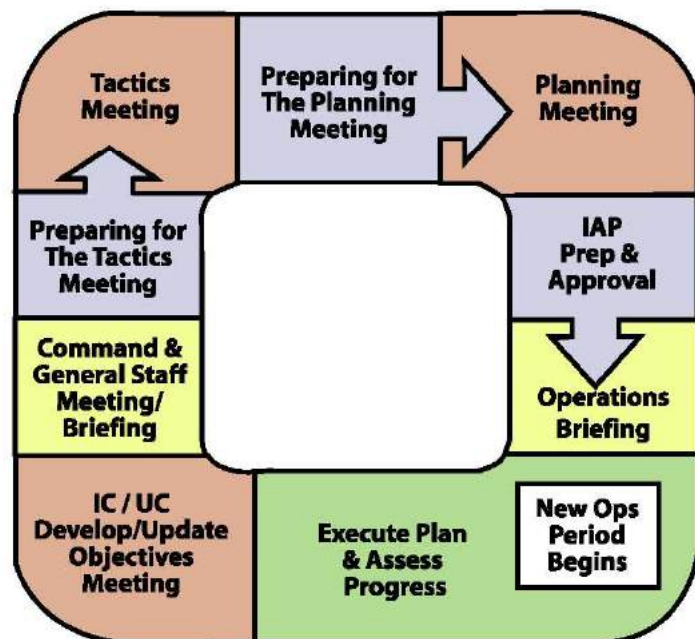 Tactics
Meeting
Preparing for
The Planning
Meeting
Planning
Meeting
Preparing for
The Tactics
Meeting
IAP
Prep &
Approval
Command &
General Staff
Meeting/
Briefing
Operations
Briefing
IC / UC
Develop/Update
Objectives
Meeting
Execute Plan
& Assess
Progress
New Ops
Period
Begins